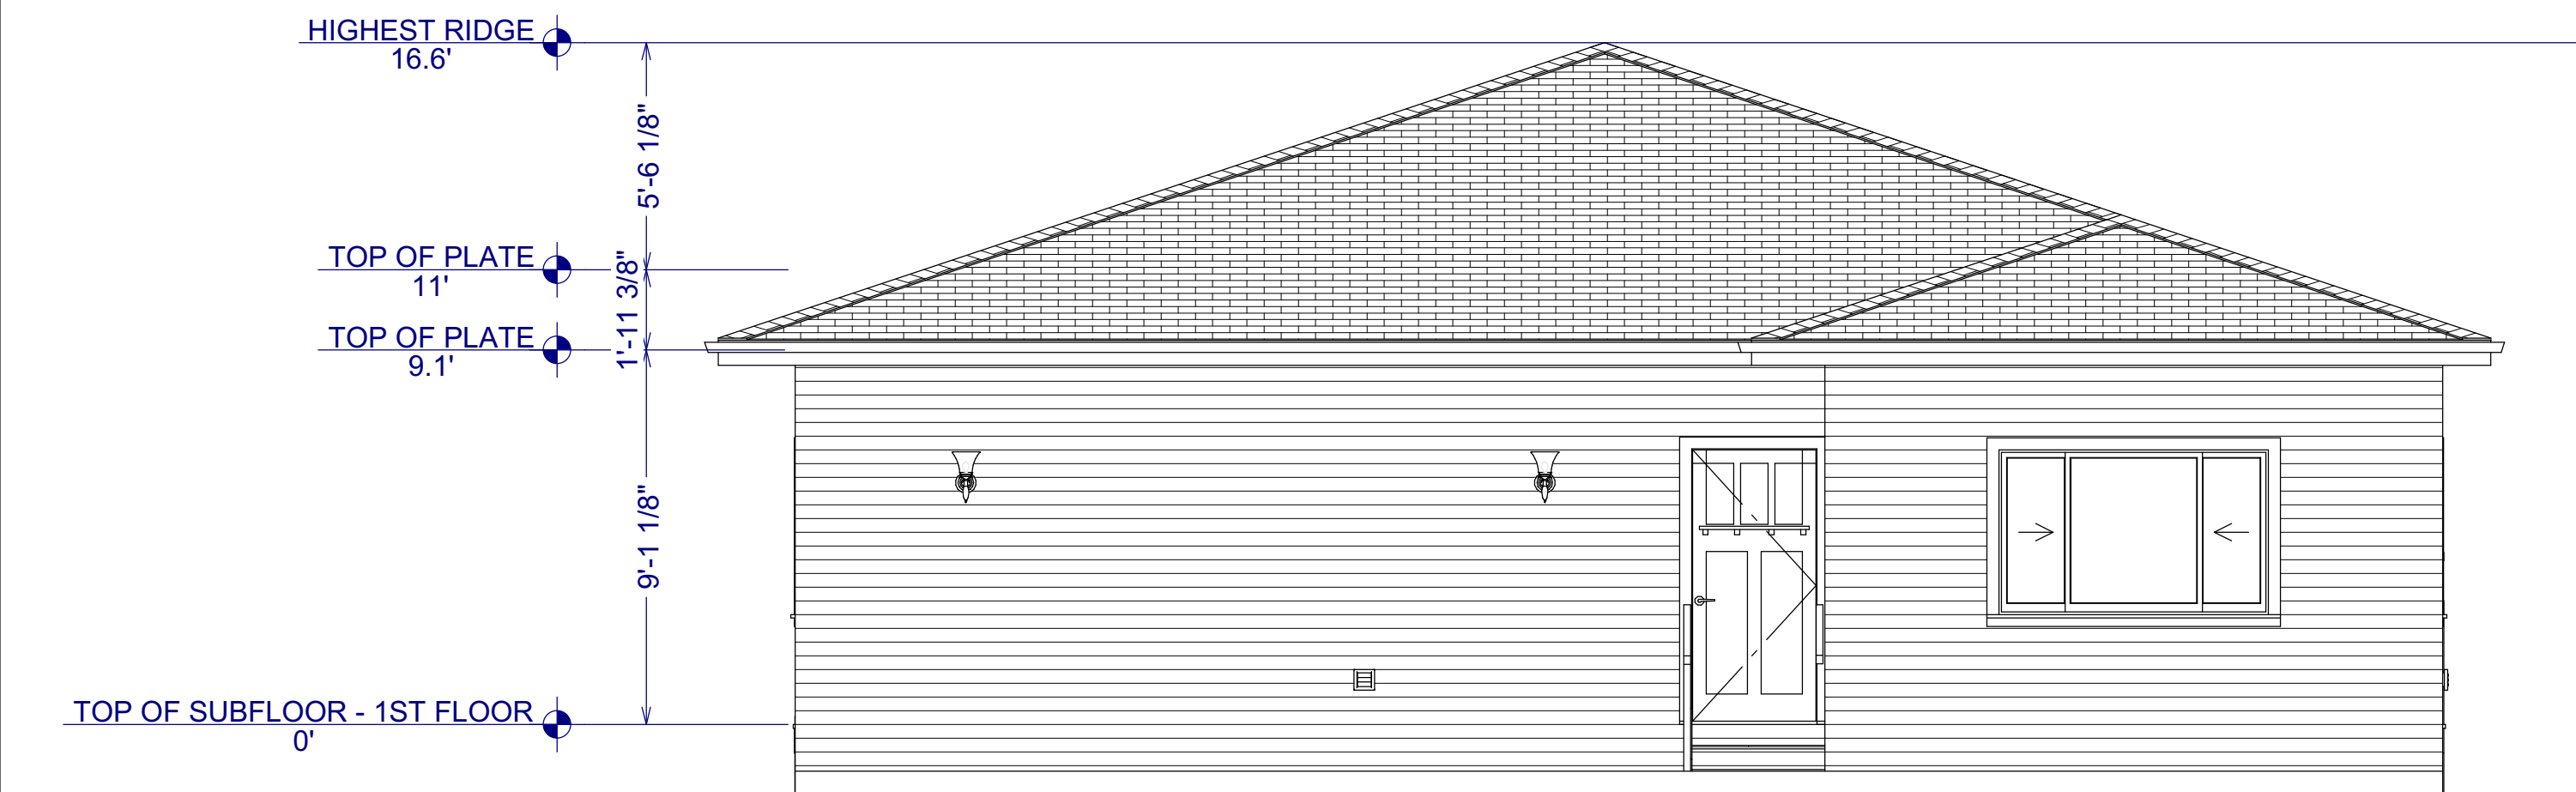 HIGHEST RIDGE
16.6'
5'-6 1/8"
TOP OF PLATE
11'
1'-11 3/8"
TOP OF PLATE
9.1'
9'-1 1/8"
TOP OF SUBFLOOR - 1ST FLOOR
0'